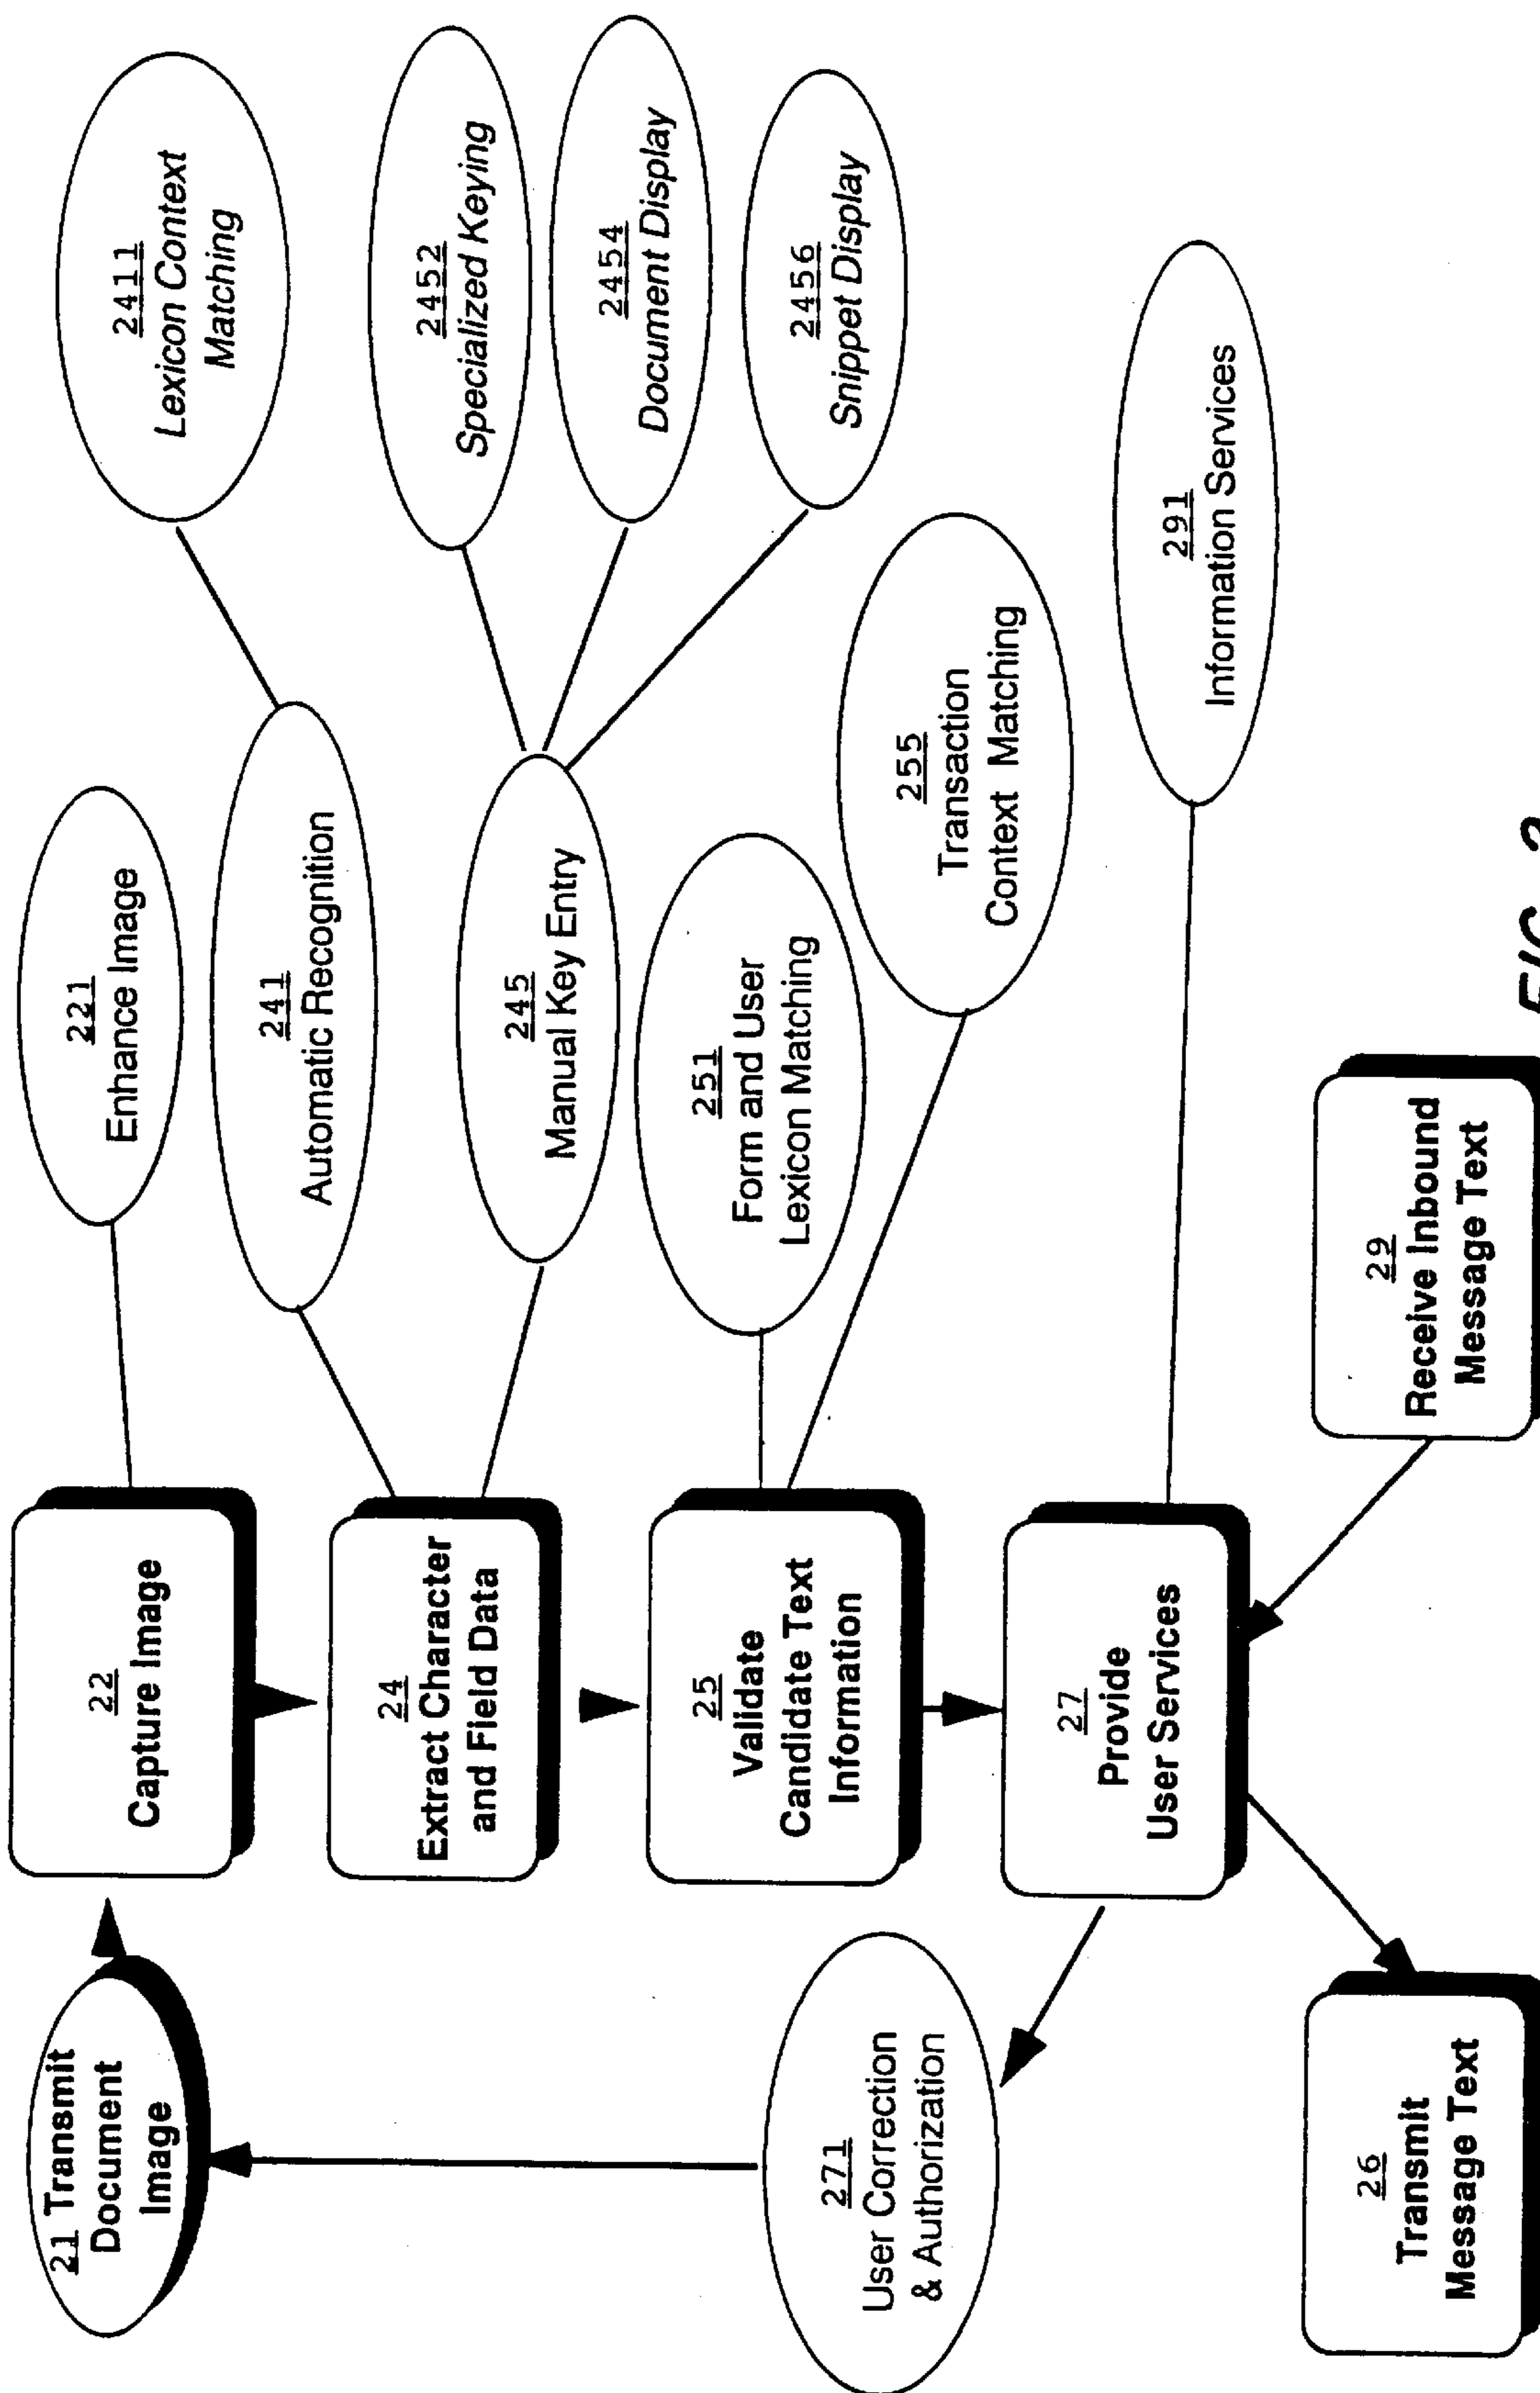 21 Transmit
Document
Image
22
Capture Image
221
Enhance Image
24
Extract Character
and Field Data
241
Automatic Recognition
2411
Lexicon Context
Matching
245
Manual Key Entry
2452
Specialized Keying
2454
Document Display
2456
Snippet Display
25
Validate
Candidate Text
Information
251
Form and User
Lexicon Matching
255
Transaction
Context Matching
271
User Correction
& Authorization
27
Provide
User Services
291
Information Services
26
Transmit
Message Text
29
Receive Inbound
Message Text
FIG.